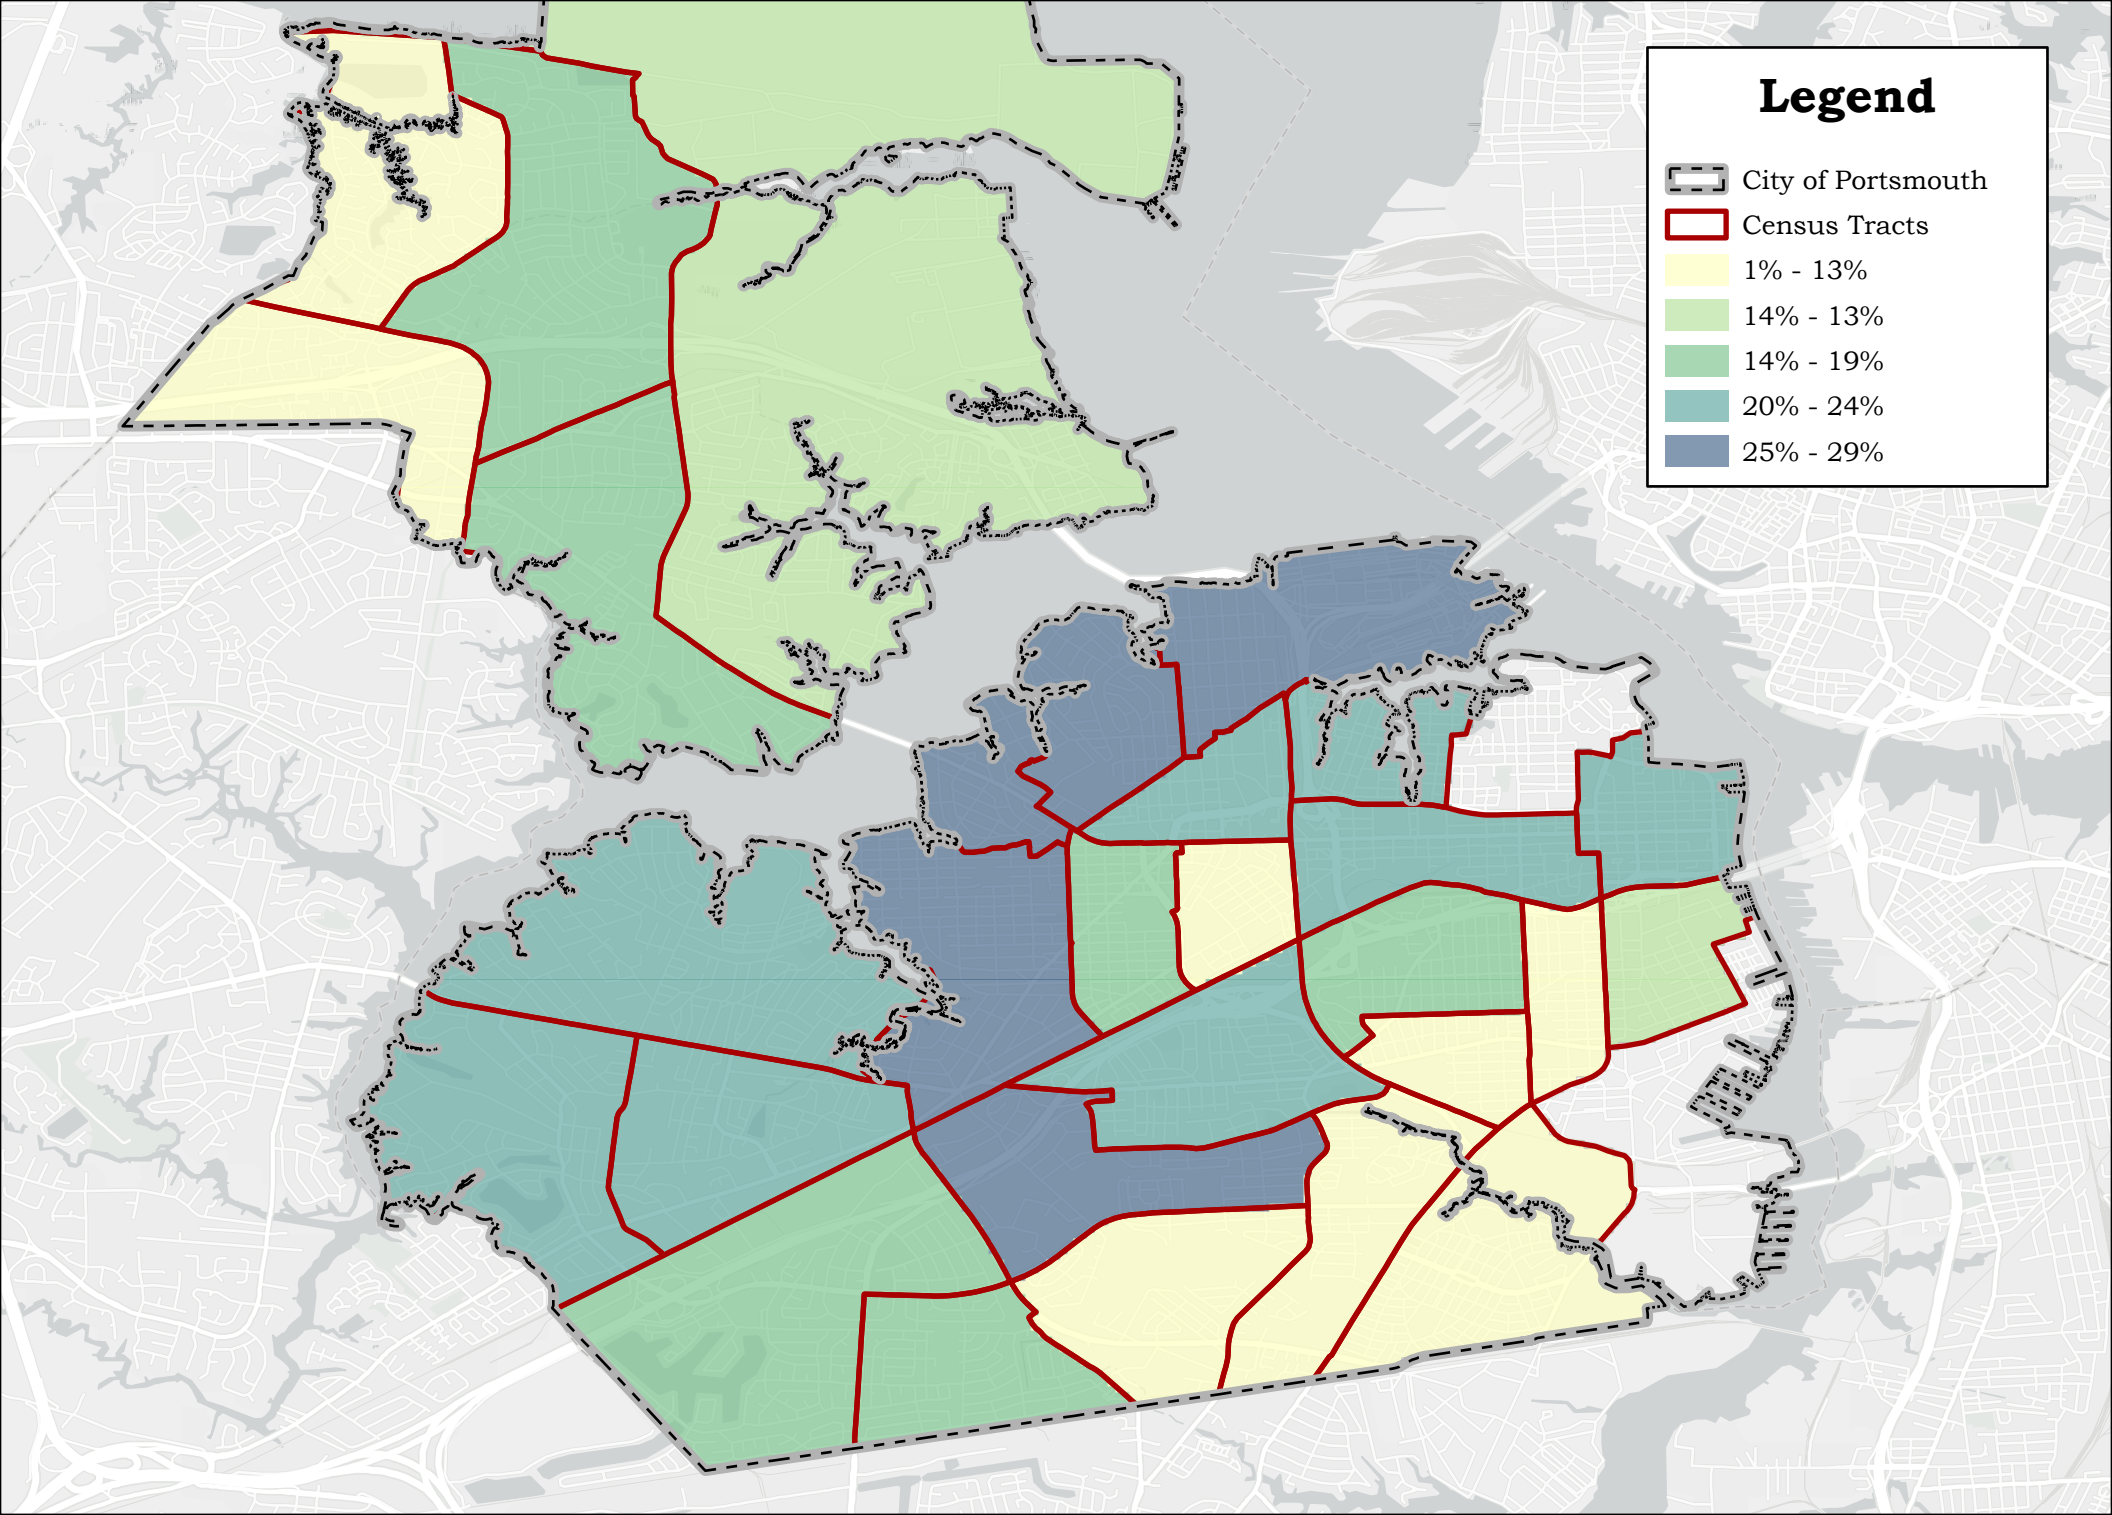 Legend
City of Portsmouth
Census Tracts
1% - 13%
14% - 13%
14% - 19%
20% - 24%
25% - 29%